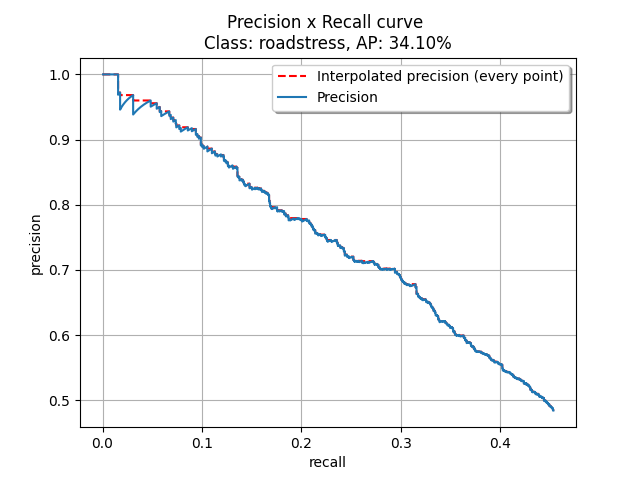 Precision x Recall curve
Class: roadstress, AP: 34.10%
Interpolated precision (every point)
Precision
1.0
0.9
0.8
0.7
0.6
0.5
precision
0.0 0.1 0.2 0.3 0.4
recall